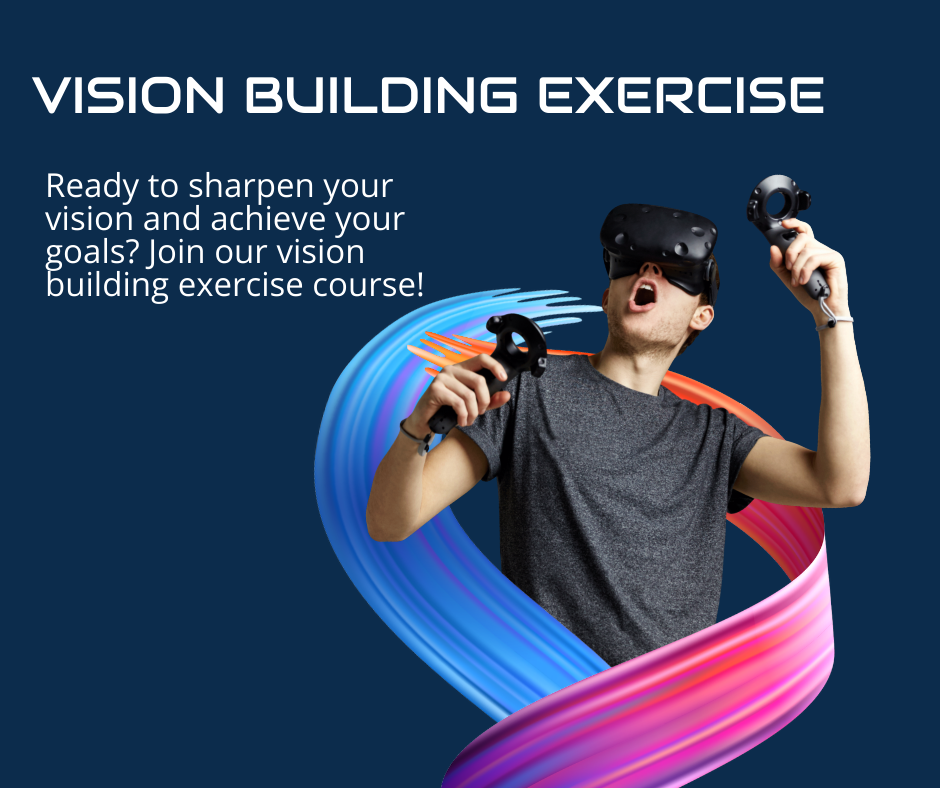 VISION BUILDING EXERCISE
Ready to sharpen your
vision and achieve your
goals? Join our vision
building exercise course!